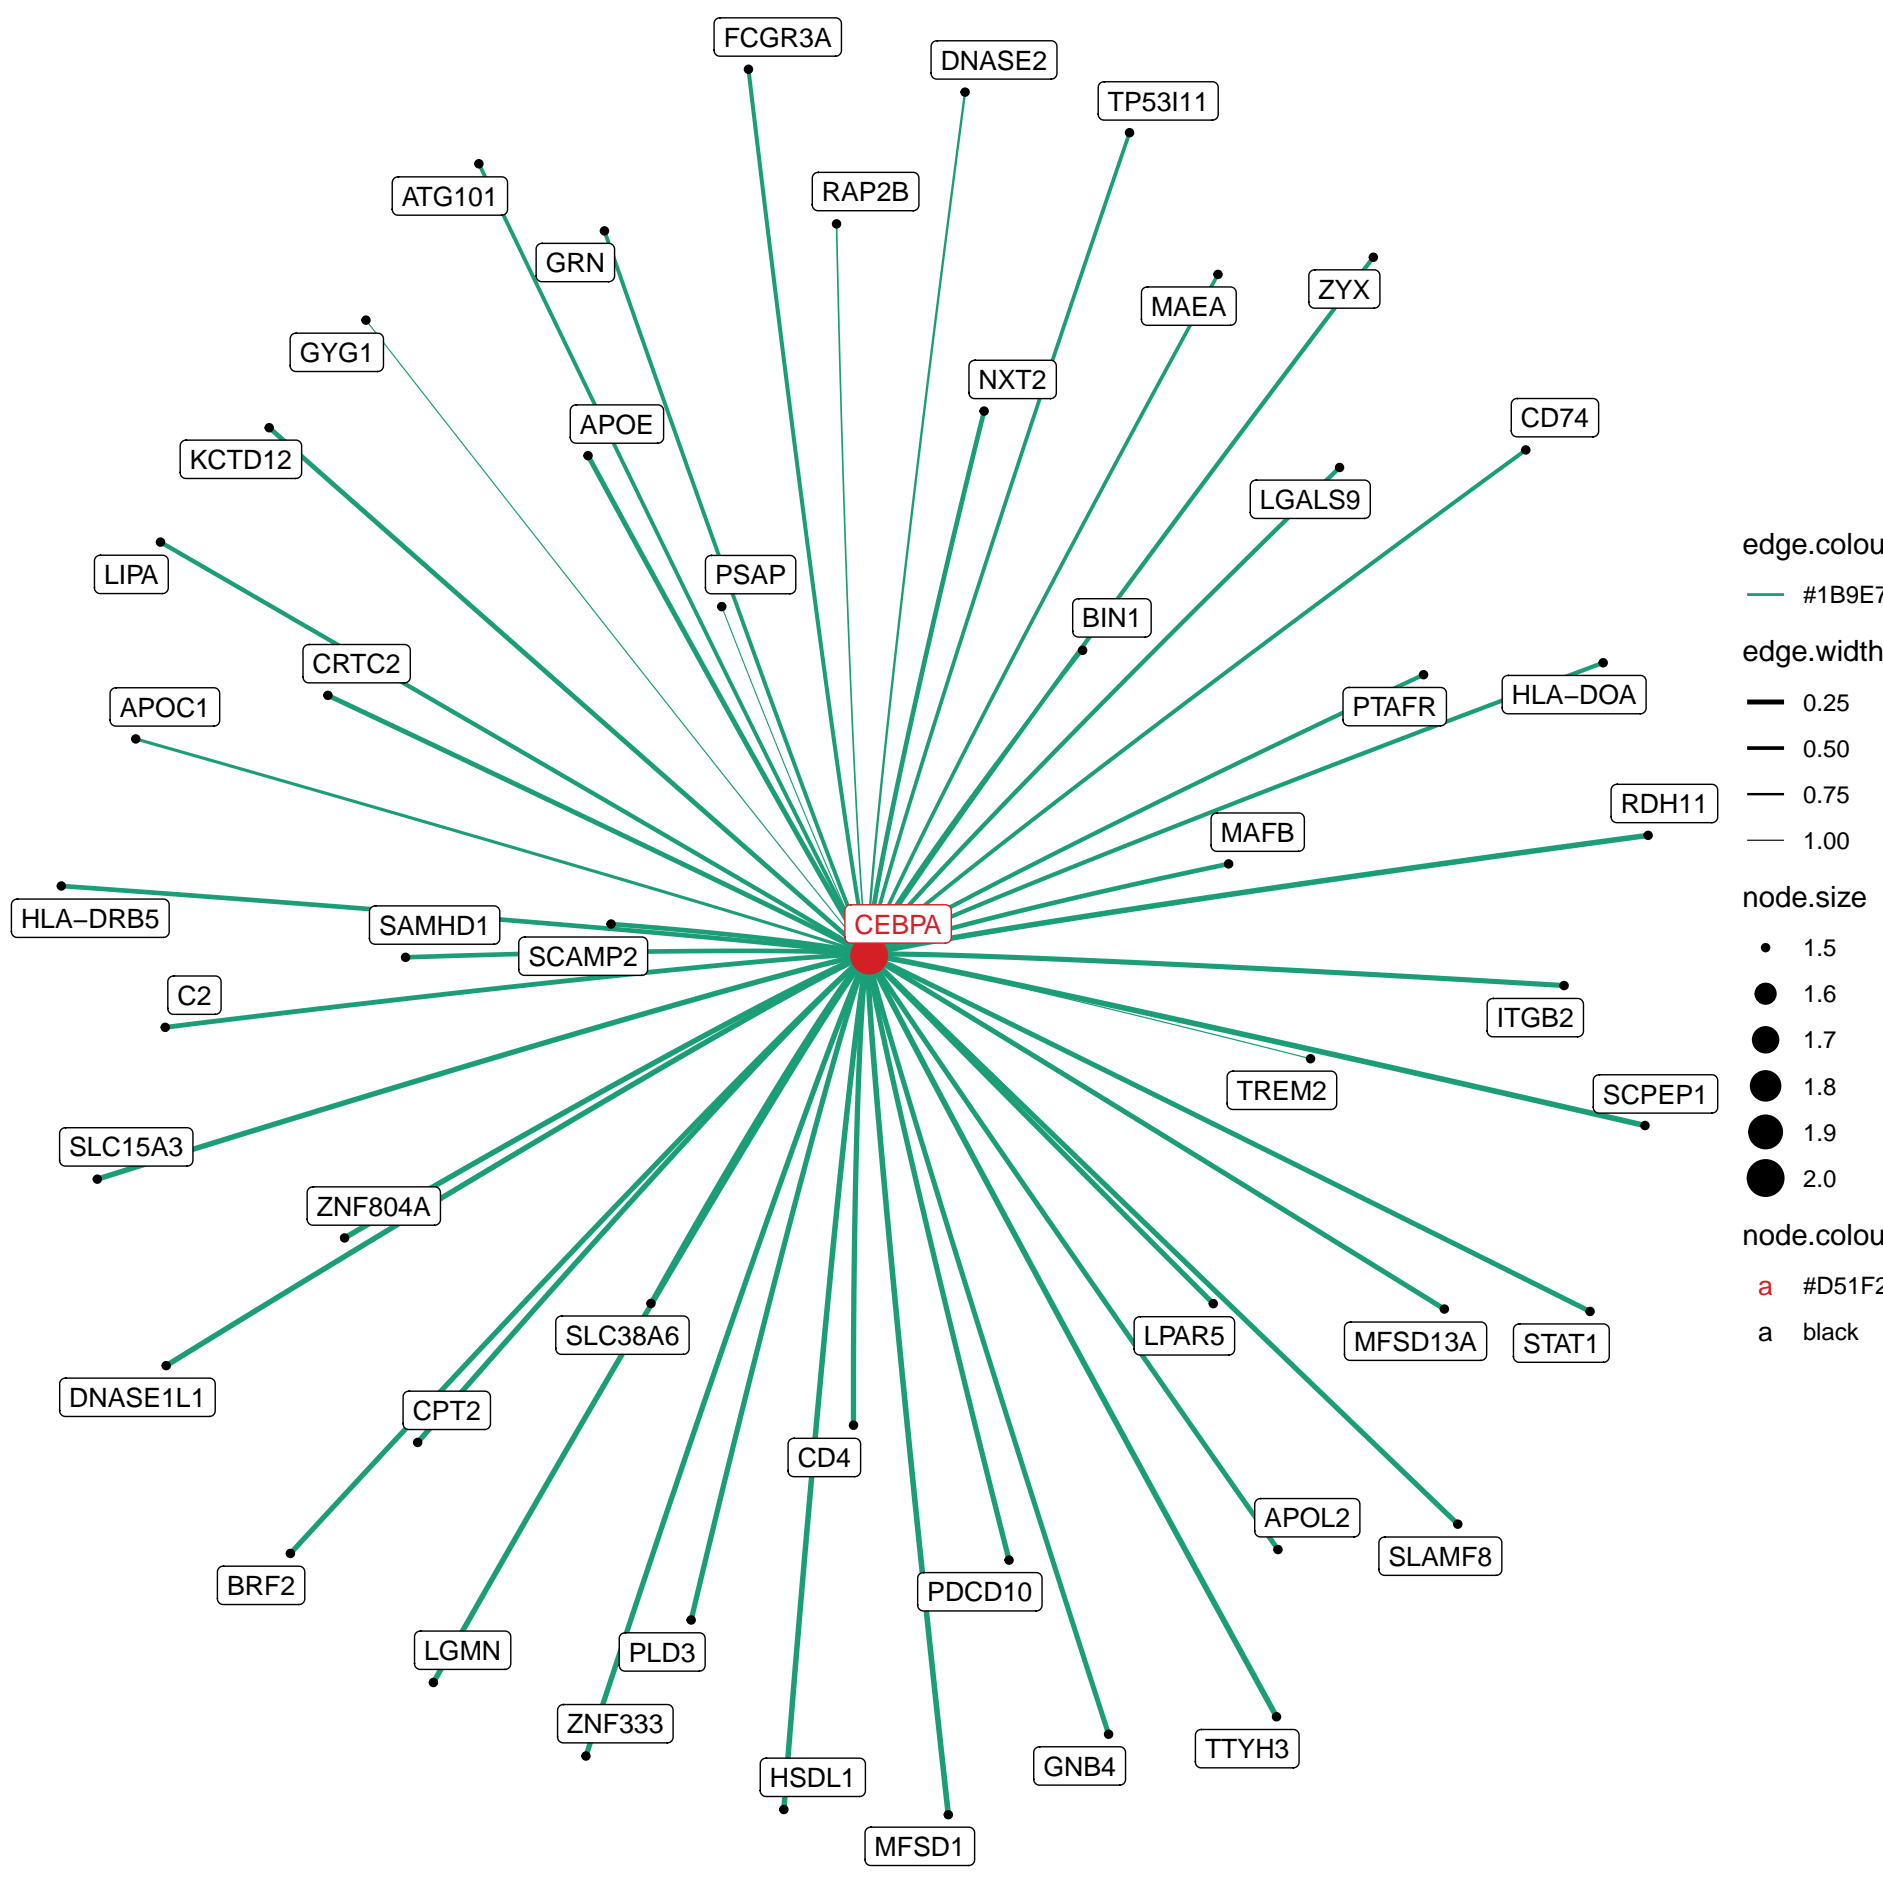 FCGR3A
DNASE2
TP53I11
RAP2B
ATG101
GRN
MAEA
ZYX
GYG1
NXT2
APOE
CD74
KCTD12
LGALS9
LIPA
PSAP
BIN1
CRTC2
APOC1
PTAFR
HLA−DOA
RDH11
MAFB
HLA−DRB5
SAMHD1
CEBPA
SCAMP2
C2
ITGB2
TREM2
SCPEP1
SLC15A3
ZNF804A
SLC38A6
LPAR5
MFSD13A
STAT1
DNASE1L1
CPT2
CD4
APOL2
SLAMF8
BRF2
PDCD10
LGMN
PLD3
ZNF333
GNB4
TTYH3
HSDL1
MFSD1
edge.colou
#1B9E7
edge.width
0.25
0.50
0.75
1.00
node.size
1.5
1.6
1.7
1.8
1.9
2.0
node.colou
a #D51F2
a black